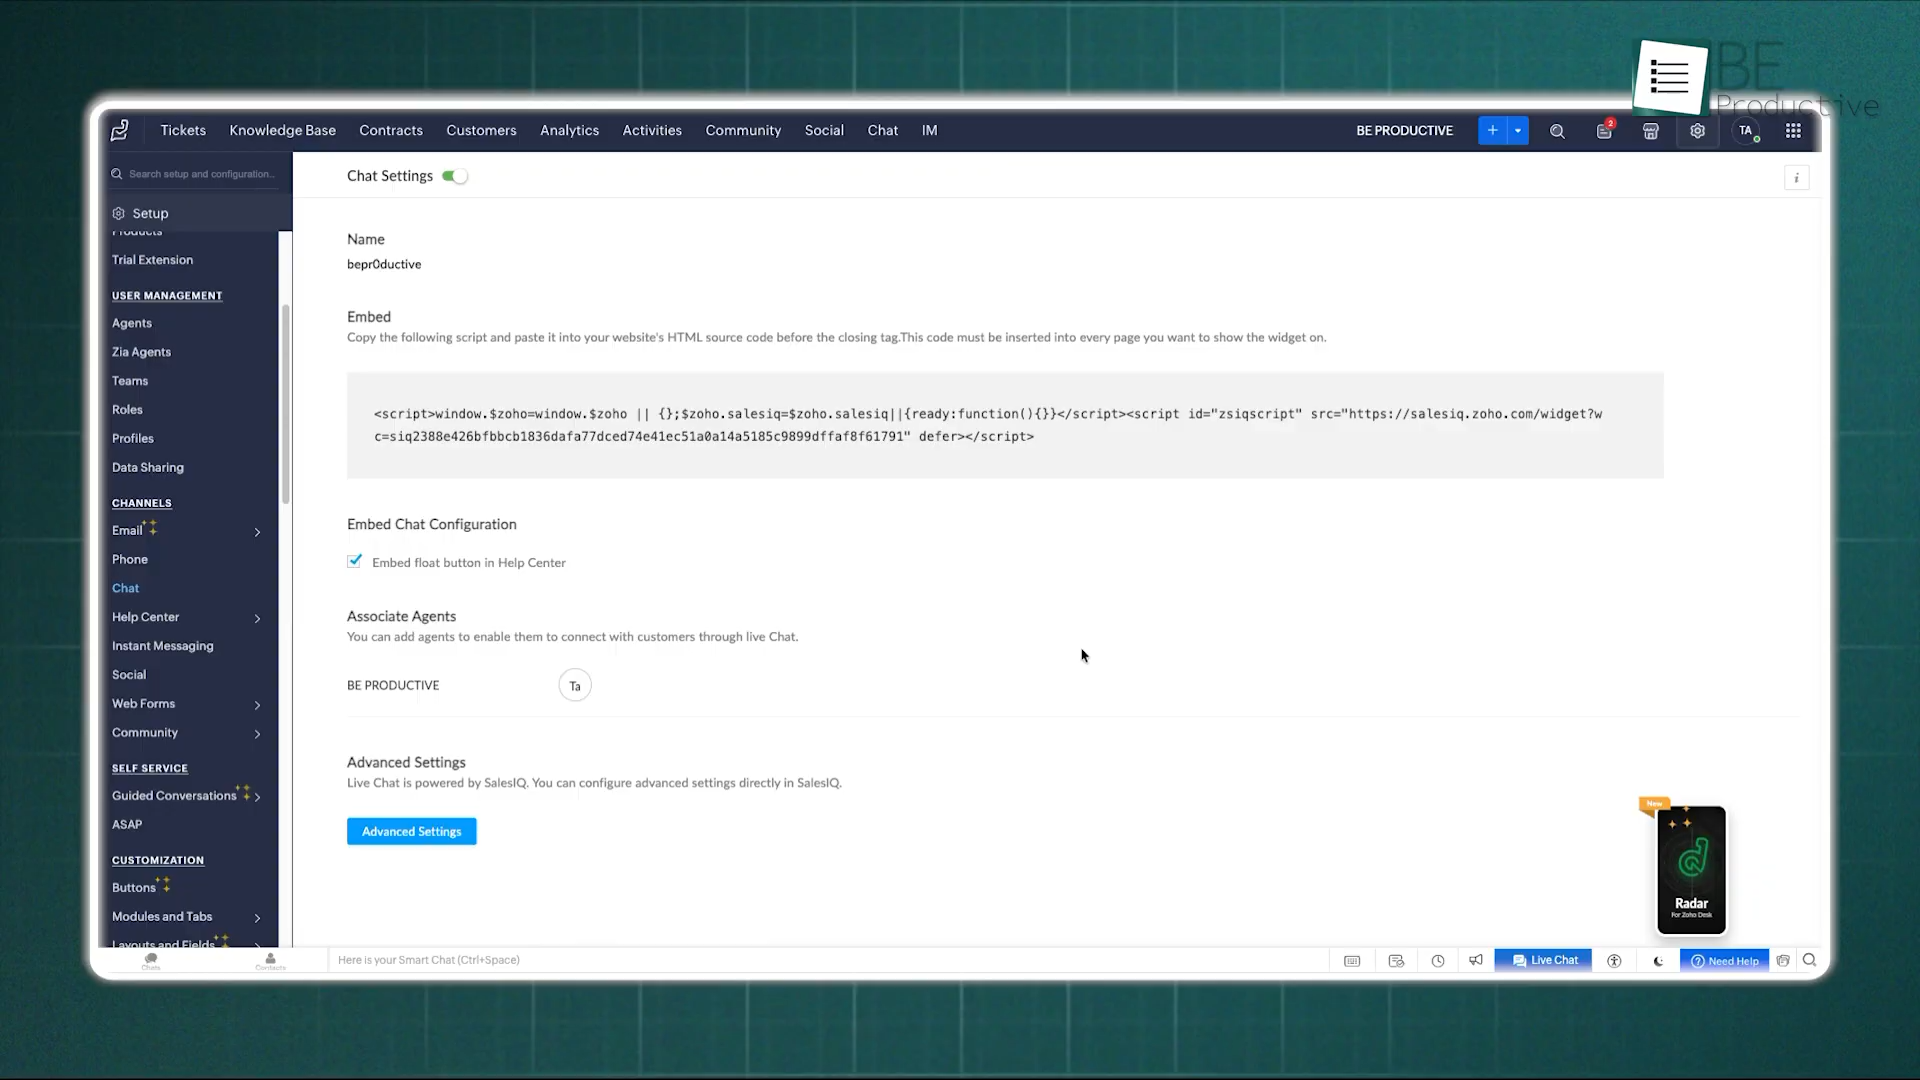 BE
Productive
Tickets Knowledge Base Contracts Customers Analytics Activities Community Social Chat IM BE PRODUCTIVE + 2 TA
Search setup and configuration...
Chat Settings
i
Setup
Products
Trial Extension
USER MANAGEMENT
Agents
Zia Agents
Teams
Roles
Profiles
Data Sharing
CHANNELS
Email
Phone
Chat
Help Center
Instant Messaging
Social
Web Forms
Community
SELF SERVICE
Guided Conversations
ASAP
CUSTOMIZATION
Buttons
Modules and Tabs
Layouts and Fields
Name
bepr0ductive
Embed
Copy the following script and paste it into your website's HTML source code before the closing tag.This code must be inserted into every page you want to show the widget on.
<script>window.$zoho=window.$zoho || {};$zoho.salesiq=$zoho.salesiq||{ready:function(){}}</script><script id="zsiqscript" src="https://salesiq.zoho.com/widget?w
c=siq2388e426bfbbcb1836dafa77dced74e41ec51a0a14a5185c9899dffaf8f61791" defer></script>
Embed Chat Configuration
Embed float button in Help Center
Associate Agents
You can add agents to enable them to connect with customers through live Chat.
BE PRODUCTIVE Ta
Advanced Settings
Live Chat is powered by SalesIQ. You can configure advanced settings directly in SalesIQ.
Advanced Settings
New
Radar
For Zoho Desk
Chats Contacts Here is your Smart Chat (Ctrl+Space) Live Chat Need Help